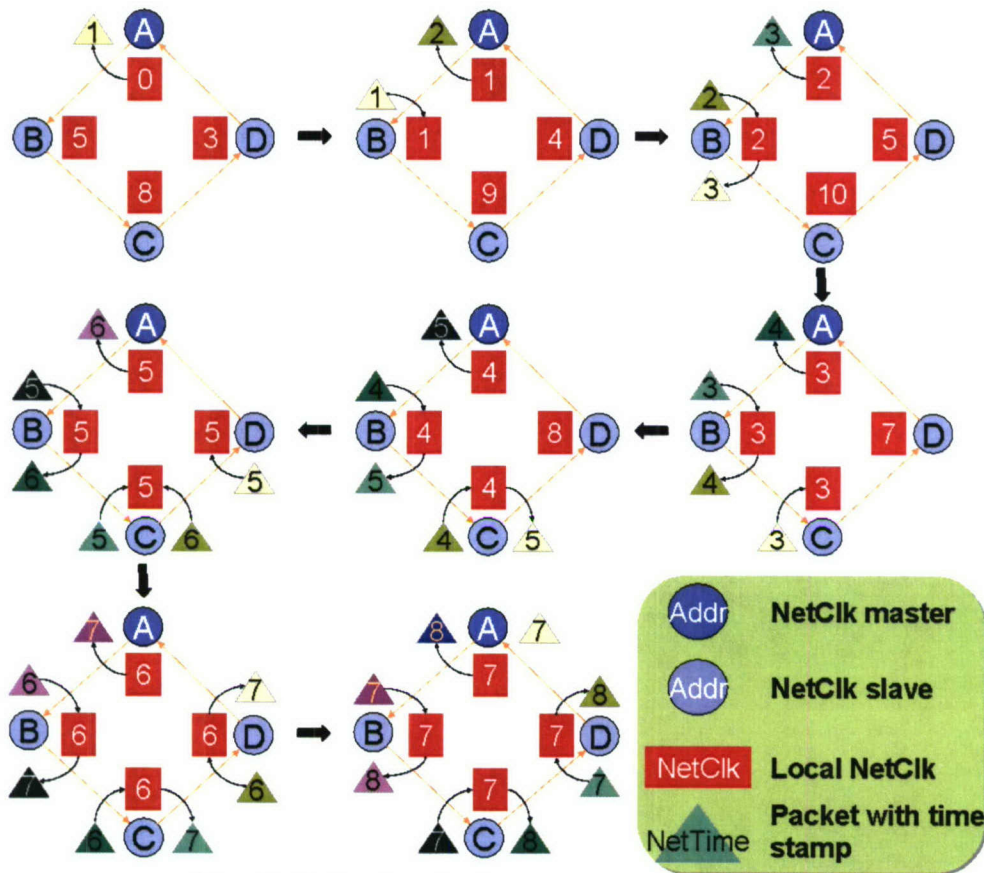 1 A
0
B 5 3 D
8
C
2 A
1
1
B 1 4 D
9
C
3 A
2
2
B 2 5 D
3
10
C
6 A
5
5
B 5 5 D
6 5 5
5 C 6
5 A
4
4
B 4 8 D
5 4
4 C 5
4 A
3
3
B 3 7 D
4 3
3 C
7 A
6
6 7
B 6 6 D
7 6 6
6 C 7
8 A 7
7
7 8
B 7 7 D
8 7 7
7 C 8
Addr NetClk master
Addr NetClk slave
NetClk Local NetClk
NetTime Packet with time
stamp